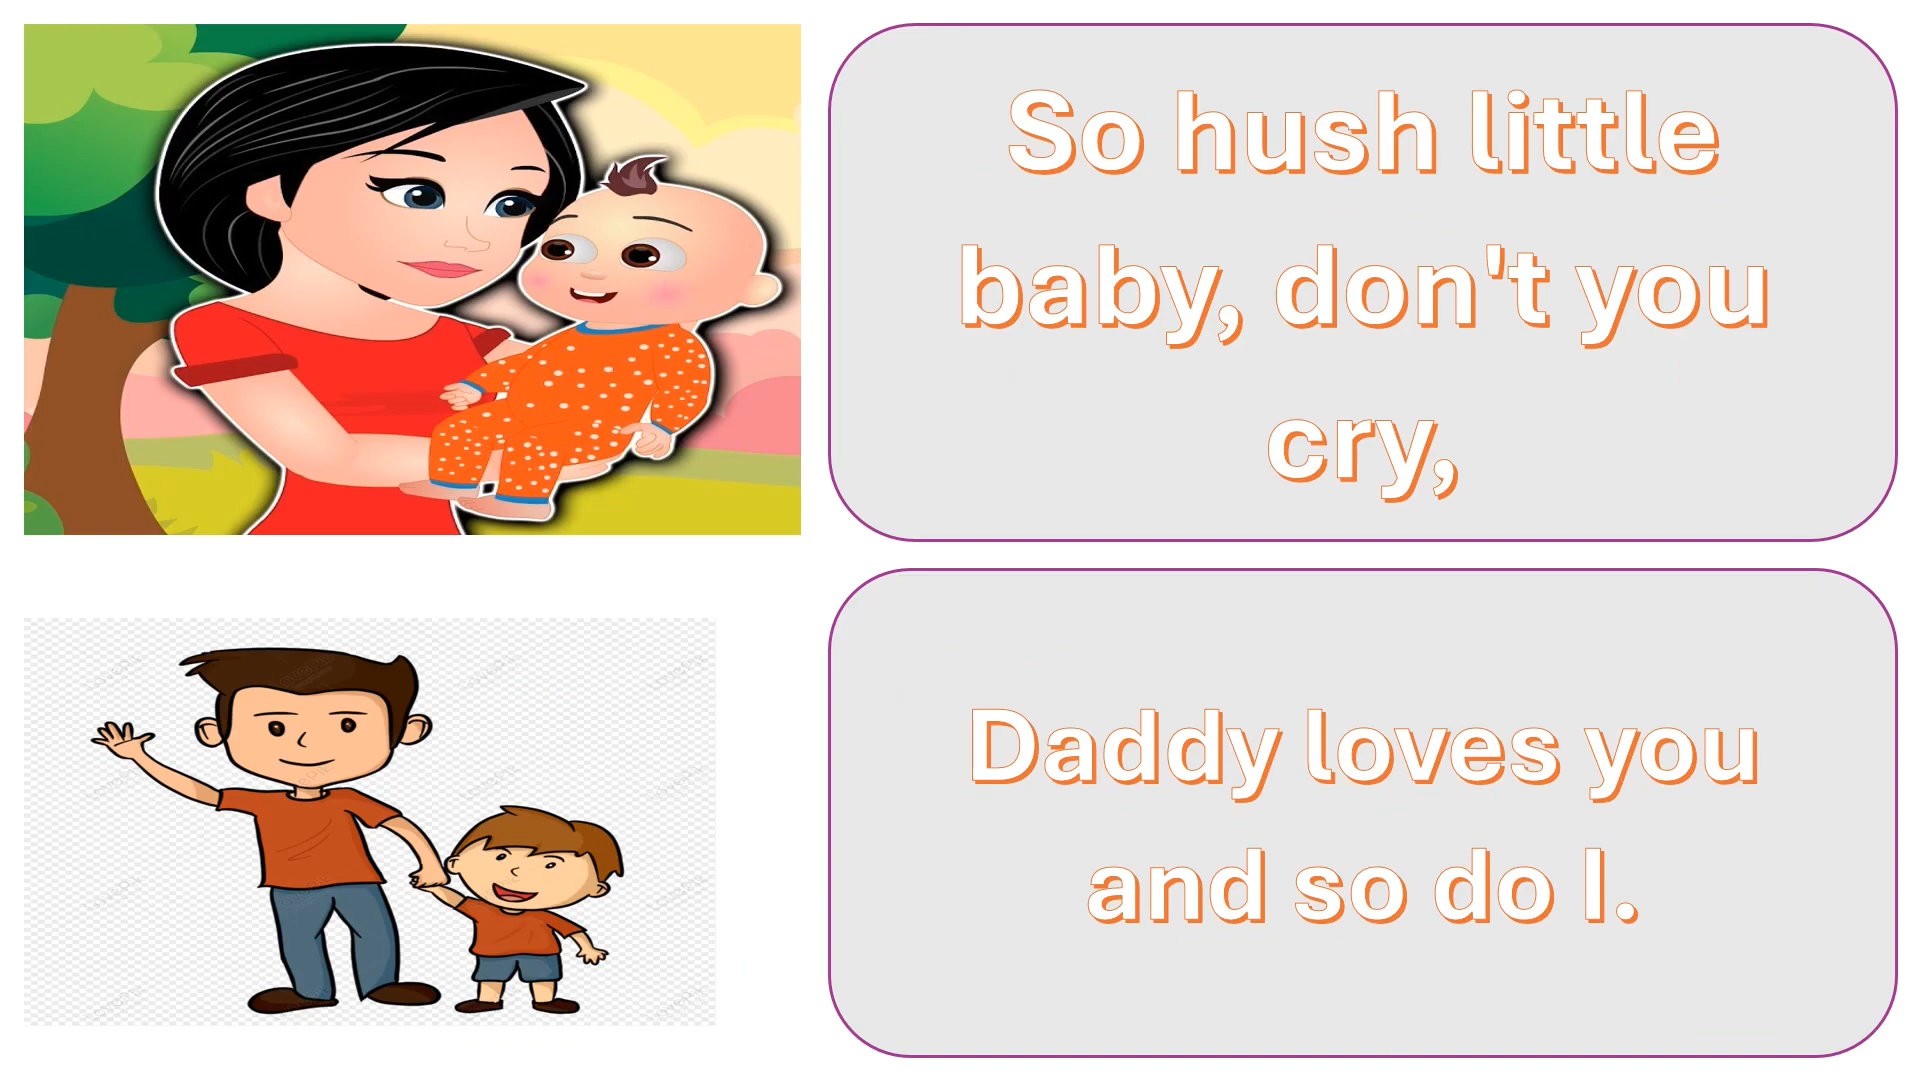 So hush little
baby, don't you
cry,
Daddy loves you
and so do I.